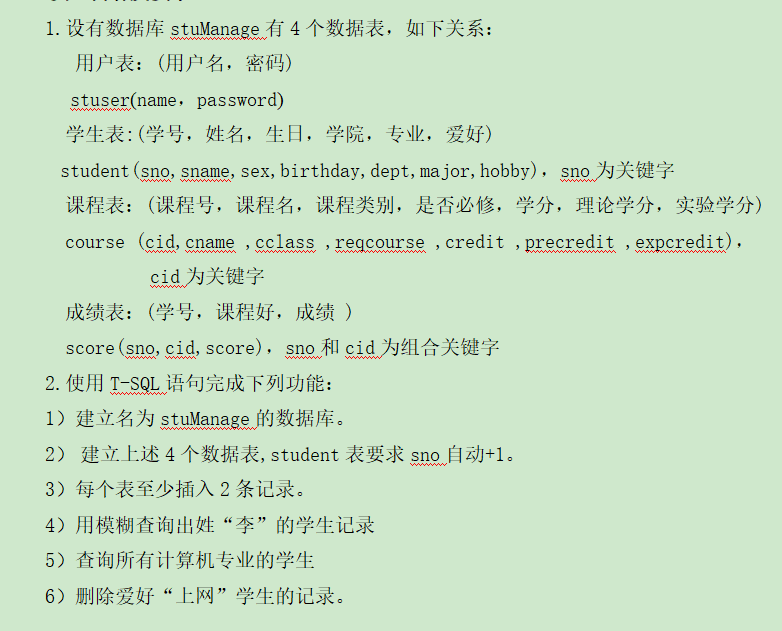 1.设有数据库 stuManage 有 4 个数据表，如下关系：
用户表：(用户名，密码)
stuser(name，password)
学生表:(学号，姓名，生日，学院，专业，爱好)
student(sno,sname,sex,birthday,dept,major,hobby)，sno 为关键字
课程表：(课程号，课程名，课程类别，是否必修，学分，理论学分，实验学分)
course (cid,cname ,cclass ,reqcourse ,credit ,precredit ,expcredit)，
cid 为关键字
成绩表：(学号，课程好，成绩 )
score(sno,cid,score)，sno 和 cid 为组合关键字
2.使用 T-SQL 语句完成下列功能：
1）建立名为 stuManage 的数据库。
2） 建立上述 4 个数据表,student 表要求 sno 自动+1。
3）每个表至少插入 2 条记录。
4）用模糊查询出姓“李”的学生记录
5）查询所有计算机专业的学生
6）删除爱好“上网”学生的记录。